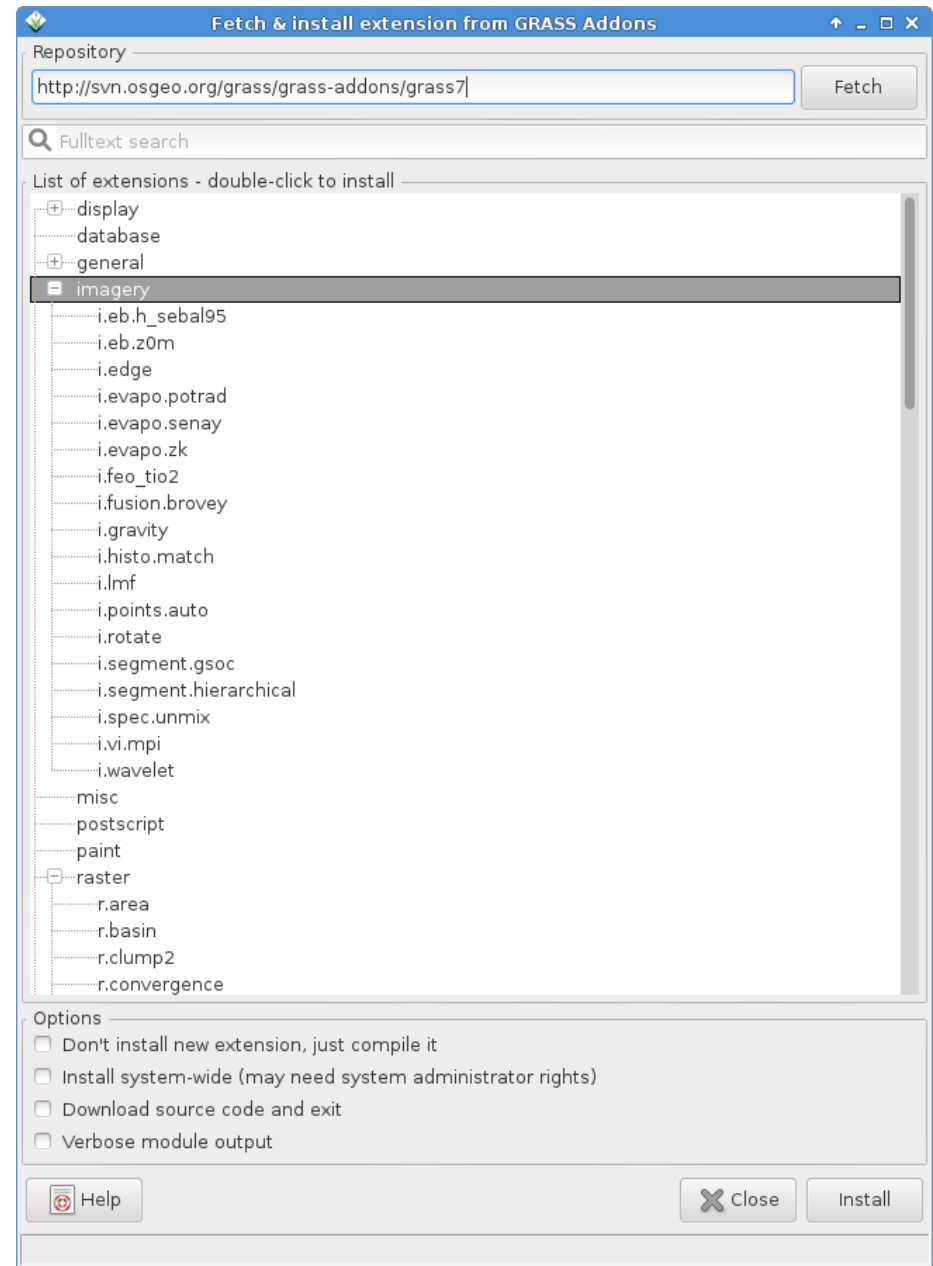 Fetch & install extension from GRASS Addons
Repository
http://svn.osgeo.org/grass/grass-addons/grass7
Fetch
Fulltext search
List of extensions - double-click to install
display
database
general
imagery
i.eb.h_sebal95
i.eb.z0m
i.edge
i.evapo.potrad
i.evapo.senay
i.evapo.zk
i.feo_tio2
i.fusion.brovey
i.gravity
i.histo.match
i.lmf
i.points.auto
i.rotate
i.segment.gsoc
i.segment.hierarchical
i.spec.unmix
i.vi.mpi
i.wavelet
misc
postscript
paint
raster
r.area
r.basin
r.clump2
r.convergence
Options
Don't install new extension, just compile it
Install system-wide (may need system administrator rights)
Download source code and exit
Verbose module output
Help
Close
Install